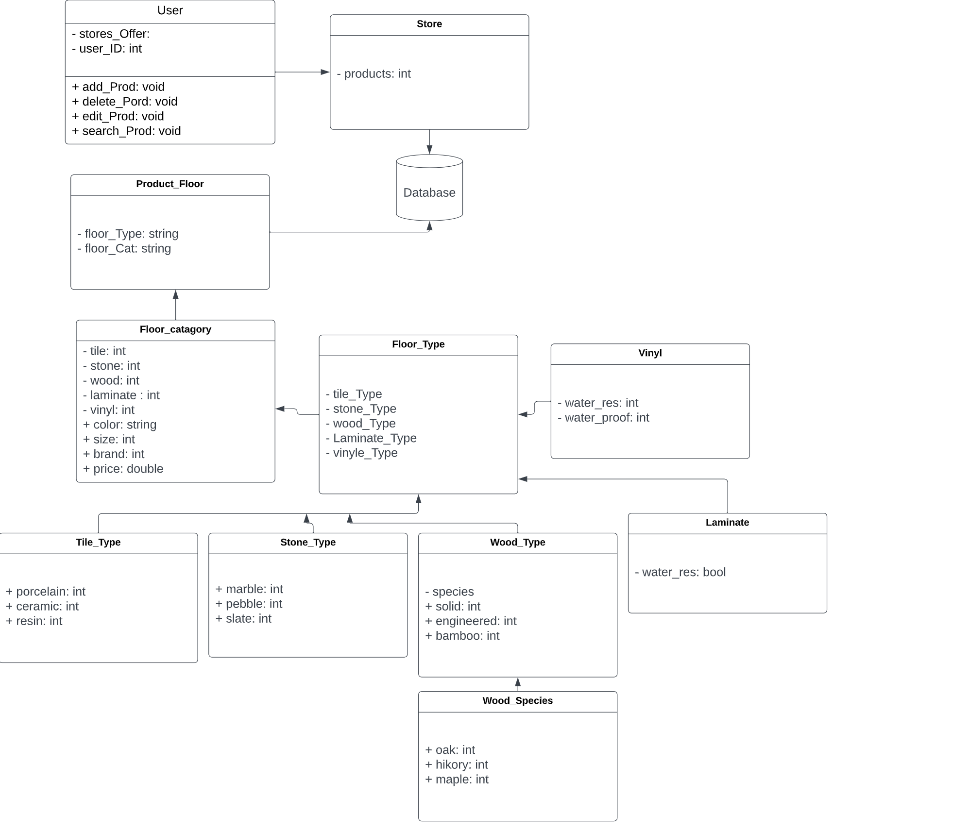 User
- stores_Offer:
- user_ID: int
+ add_Prod: void
+ delete_Pord: void
+ edit_Prod: void
+ search_Prod: void
Store
- products: int
Database
Product_Floor
- floor_Type: string
- floor_Cat: string
Floor_catagory
- tile: int
- stone: int
- wood: int
- laminate : int
- vinyl: int
+ color: string
+ size: int
+ brand: int
+ price: double
Floor_Type
- tile_Type
- stone_Type
- wood_Type
- Laminate_Type
- vinyle_Type
Vinyl
- water_res: int
- water_proof: int
Tile_Type
+ porcelain: int
+ ceramic: int
+ resin: int
Stone_Type
+ marble: int
+ pebble: int
+ slate: int
Wood_Type
- species
+ solid: int
+ engineered: int
+ bamboo: int
Laminate
- water_res: bool
Wood_Species
+ oak: int
+ hikory: int
+ maple: int